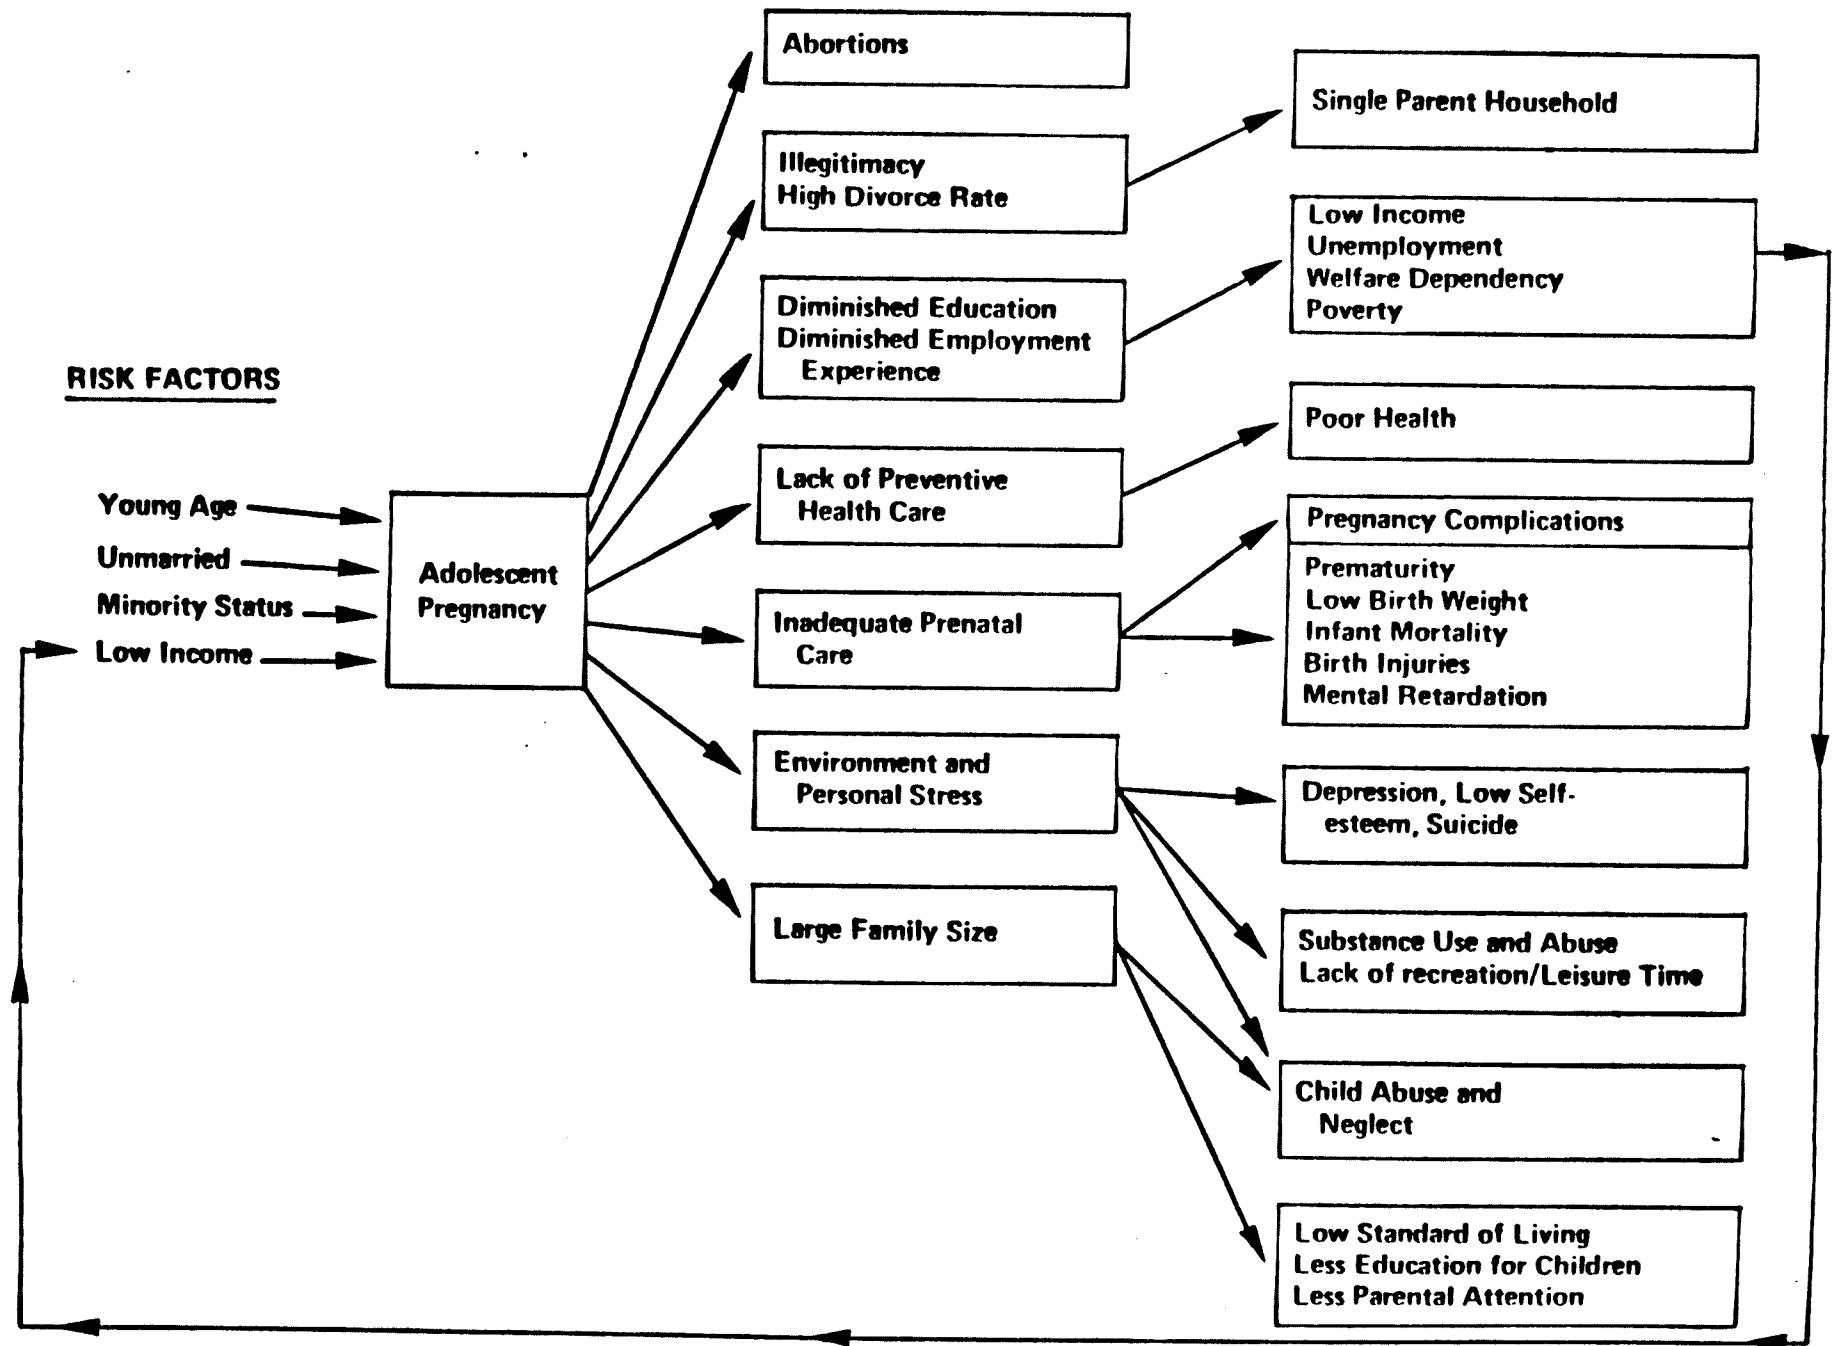 RISK FACTORS
Young Age
Unmarried
Minority Status
Low Income
Adolescent
Pregnancy
Abortions
Illegitimacy
High Divorce Rate
Diminished Education
Diminished Employment
Experience
Lack of Preventive
Health Care
Inadequate Prenatal
Care
Environment and
Personal Stress
Large Family Size
Single Parent Household
Low Income
Unemployment
Welfare Dependency
Poverty
Poor Health
Pregnancy Complications
Prematurity
Low Birth Weight
Infant Mortality
Birth Injuries
Mental Retardation
Depression, Low Self-
esteem, Suicide
Substance Use and Abuse
Lack of recreation/Leisure Time
Child Abuse and
Neglect
Low Standard of Living
Less Education for Children
Less Parental Attention